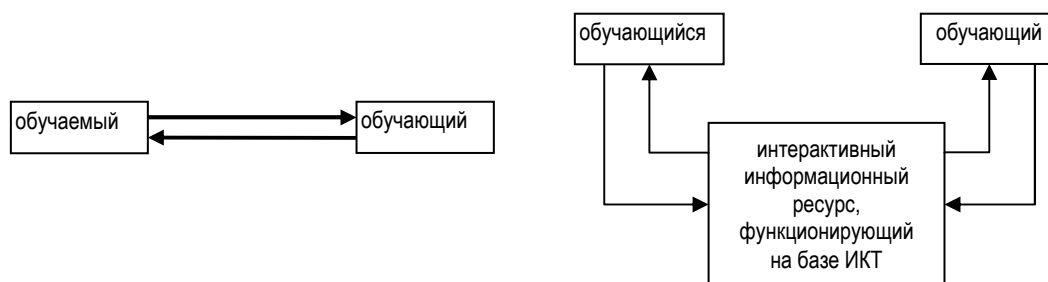 обучаемый
обучающий
обучающийся
обучающий
интерактивный
информационный
ресурс,
функционирующий
на базе ИКТ